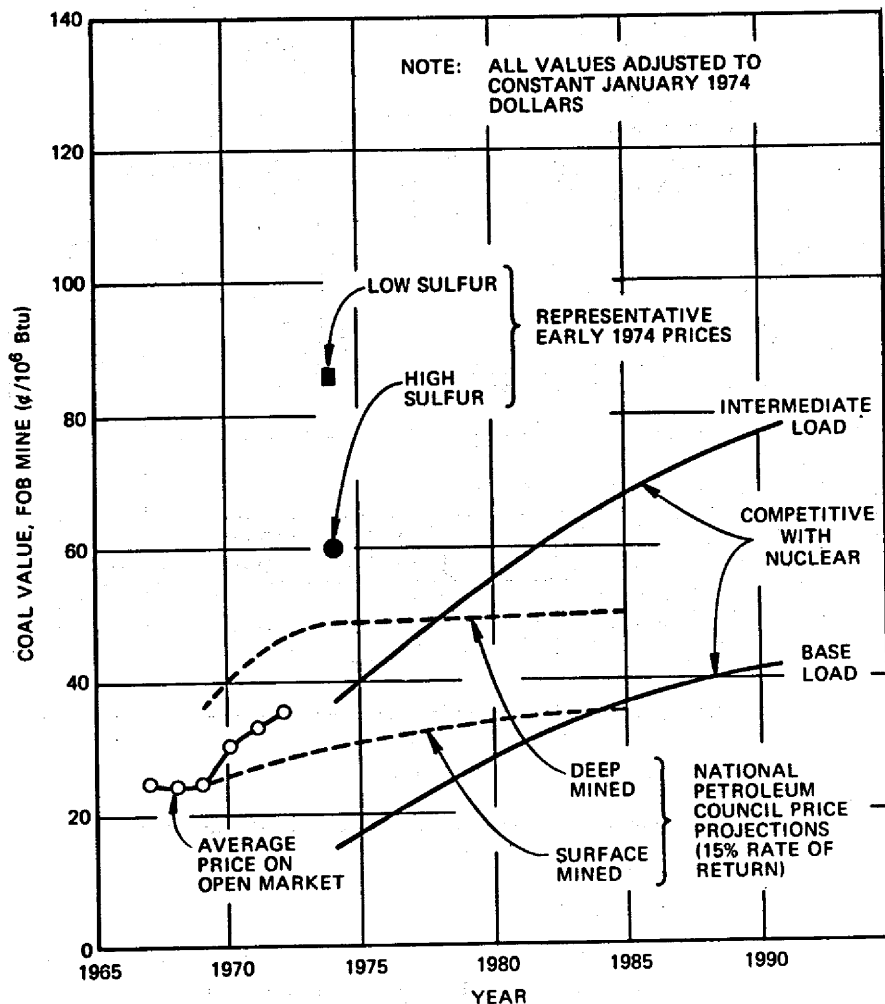 140
120
100
80
60
40
20
0
COAL VALUE, FOB MINE (¢/10⁶ Btu)
NOTE: ALL VALUES ADJUSTED TO
CONSTANT JANUARY 1974
DOLLARS
LOW SULFUR
HIGH
SULFUR
REPRESENTATIVE
EARLY 1974 PRICES
INTERMEDIATE
LOAD
COMPETITIVE
WITH
NUCLEAR
BASE
LOAD
DEEP
MINED
SURFACE
MINED
NATIONAL
PETROLEUM
COUNCIL PRICE
PROJECTIONS
(15% RATE OF
RETURN)
AVERAGE
PRICE ON
OPEN MARKET
1965
1970
1975
1980
1985
1990
YEAR